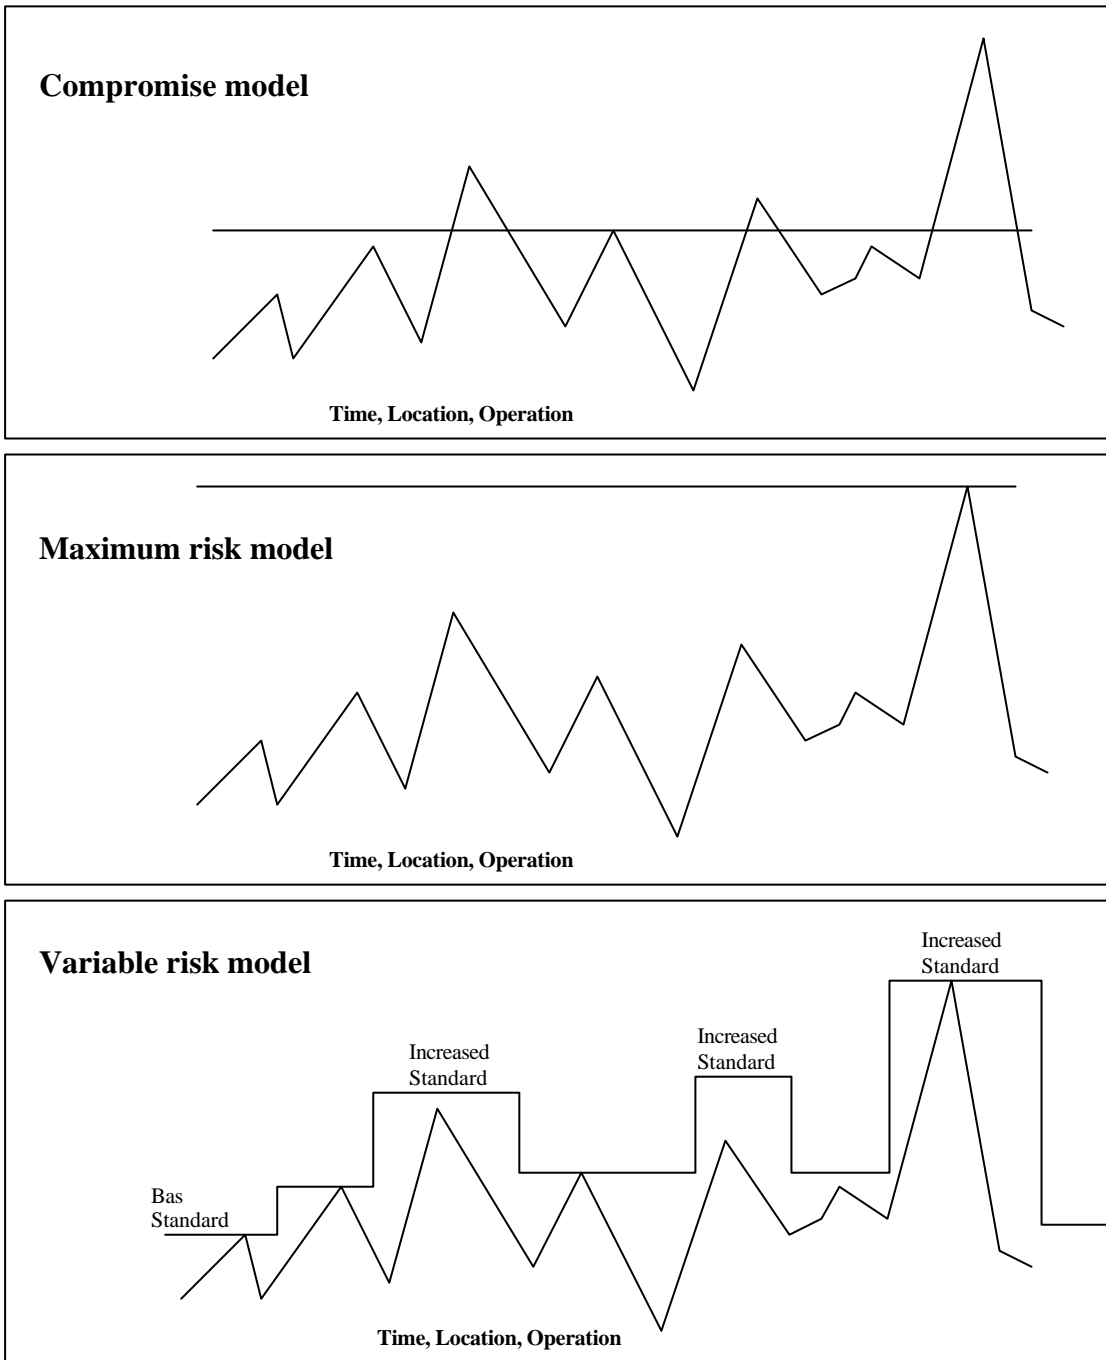 Compromise model
Time, Location, Operation
Maximum risk model
Time, Location, Operation
Variable risk model
Increased
Standard
Increased
Standard
Increased
Standard
Bas
Standard
Time, Location, Operation